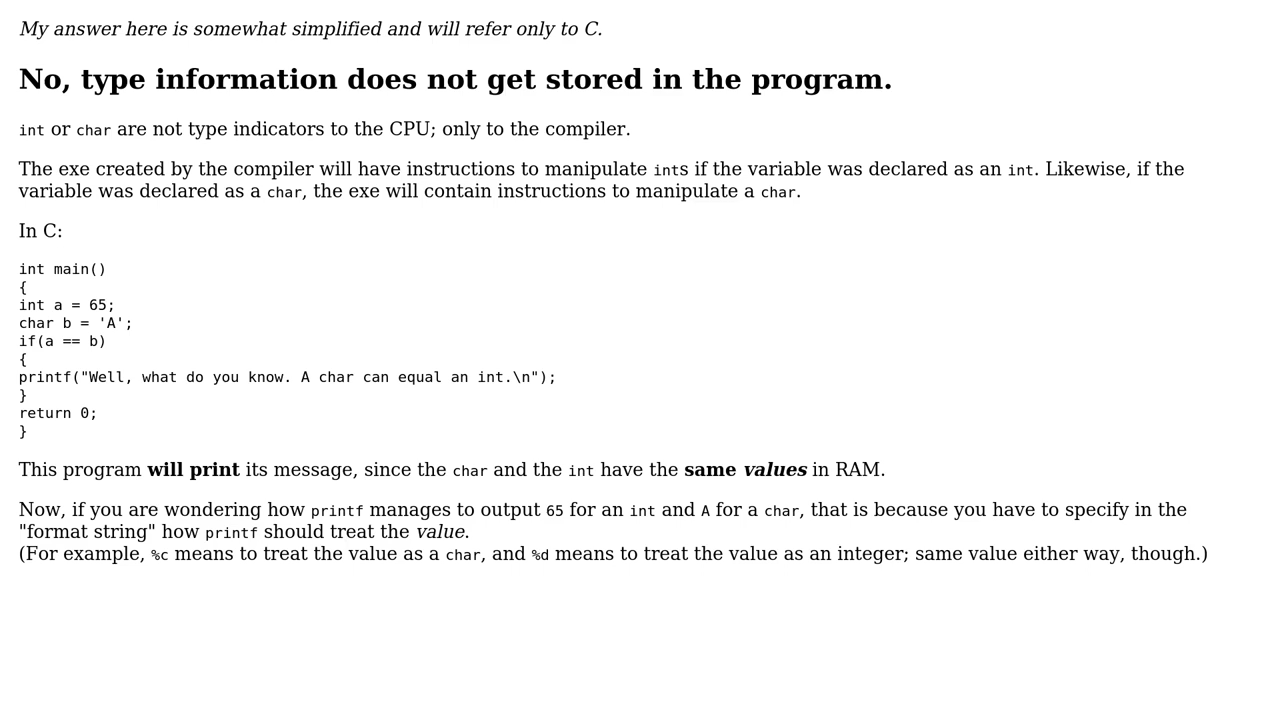 My answer here is somewhat simplified and will refer only to C.
No, type information does not get stored in the program.
int or char are not type indicators to the CPU; only to the compiler.
The exe created by the compiler will have instructions to manipulate ints if the variable was declared as an int. Likewise, if the
variable was declared as a char, the exe will contain instructions to manipulate a char.
In C:
int main()
{
int a = 65;
char b = 'A';
if(a == b)
{
printf("Well, what do you know. A char can equal an int.\n");
}
return 0;
}
This program will print its message, since the char and the int have the same values in RAM.
Now, if you are wondering how printf manages to output 65 for an int and A for a char, that is because you have to specify in the
"format string" how printf should treat the value.
(For example, %c means to treat the value as a char, and %d means to treat the value as an integer; same value either way, though.)